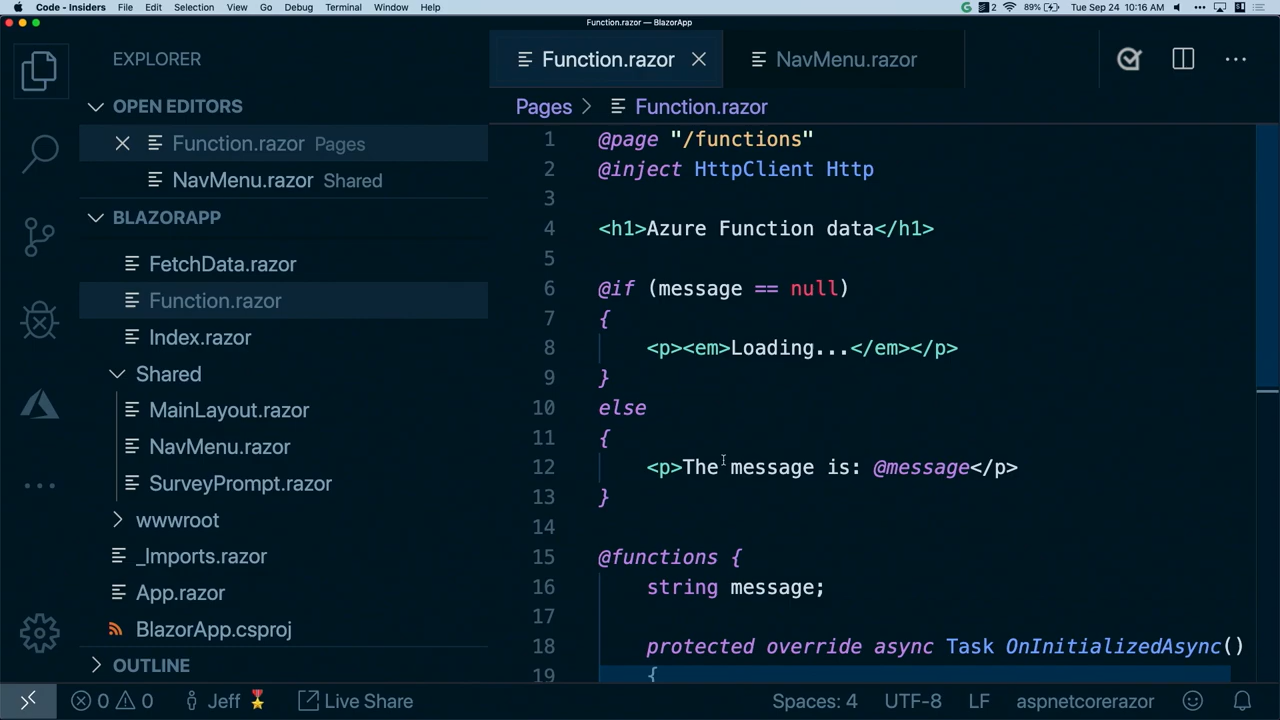 Code - Insiders File Edit Selection View Go Debug Terminal Window Help 2 89% Tue Sep 24 10:16 AM
Function.razor — BlazorApp
EXPLORER
OPEN EDITORS
Function.razor Pages
NavMenu.razor Shared
BLAZORAPP
FetchData.razor
Function.razor
Index.razor
Shared
MainLayout.razor
NavMenu.razor
SurveyPrompt.razor
wwwroot
_Imports.razor
App.razor
BlazorApp.csproj
OUTLINE
Function.razor NavMenu.razor
Pages > Function.razor
1 @page "/functions"
2 @inject HttpClient Http
3
4 <h1>Azure Function data</h1>
5
6 @if (message == null)
7 {
8 <p><em>Loading...</em></p>
9 }
10 else
11 {
12 <p>The message is: @message</p>
13 }
14
15 @functions {
16 string message;
17
18 protected override async Task OnInitializedAsync()
19 {
0 0 Jeff Live Share Spaces: 4 UTF-8 LF aspnetcorerazor